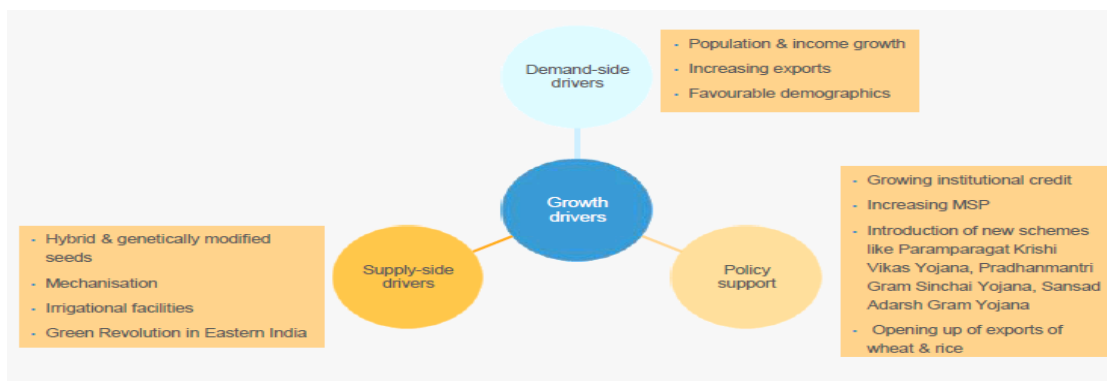 Demand-side
drivers
- Population & income growth
- Increasing exports
- Favourable demographics
Growth
drivers
Supply-side
drivers
- Hybrid & genetically modified
seeds
- Mechanisation
- Irrigational facilities
- Green Revolution in Eastern India
Policy
support
- Growing institutional credit
- Increasing MSP
- Introduction of new schemes
like Paramparagat Krishi
Vikas Yojana, Pradhanmantri
Gram Sinchai Yojana, Sansad
Adarsh Gram Yojana
- Opening up of exports of
wheat & rice